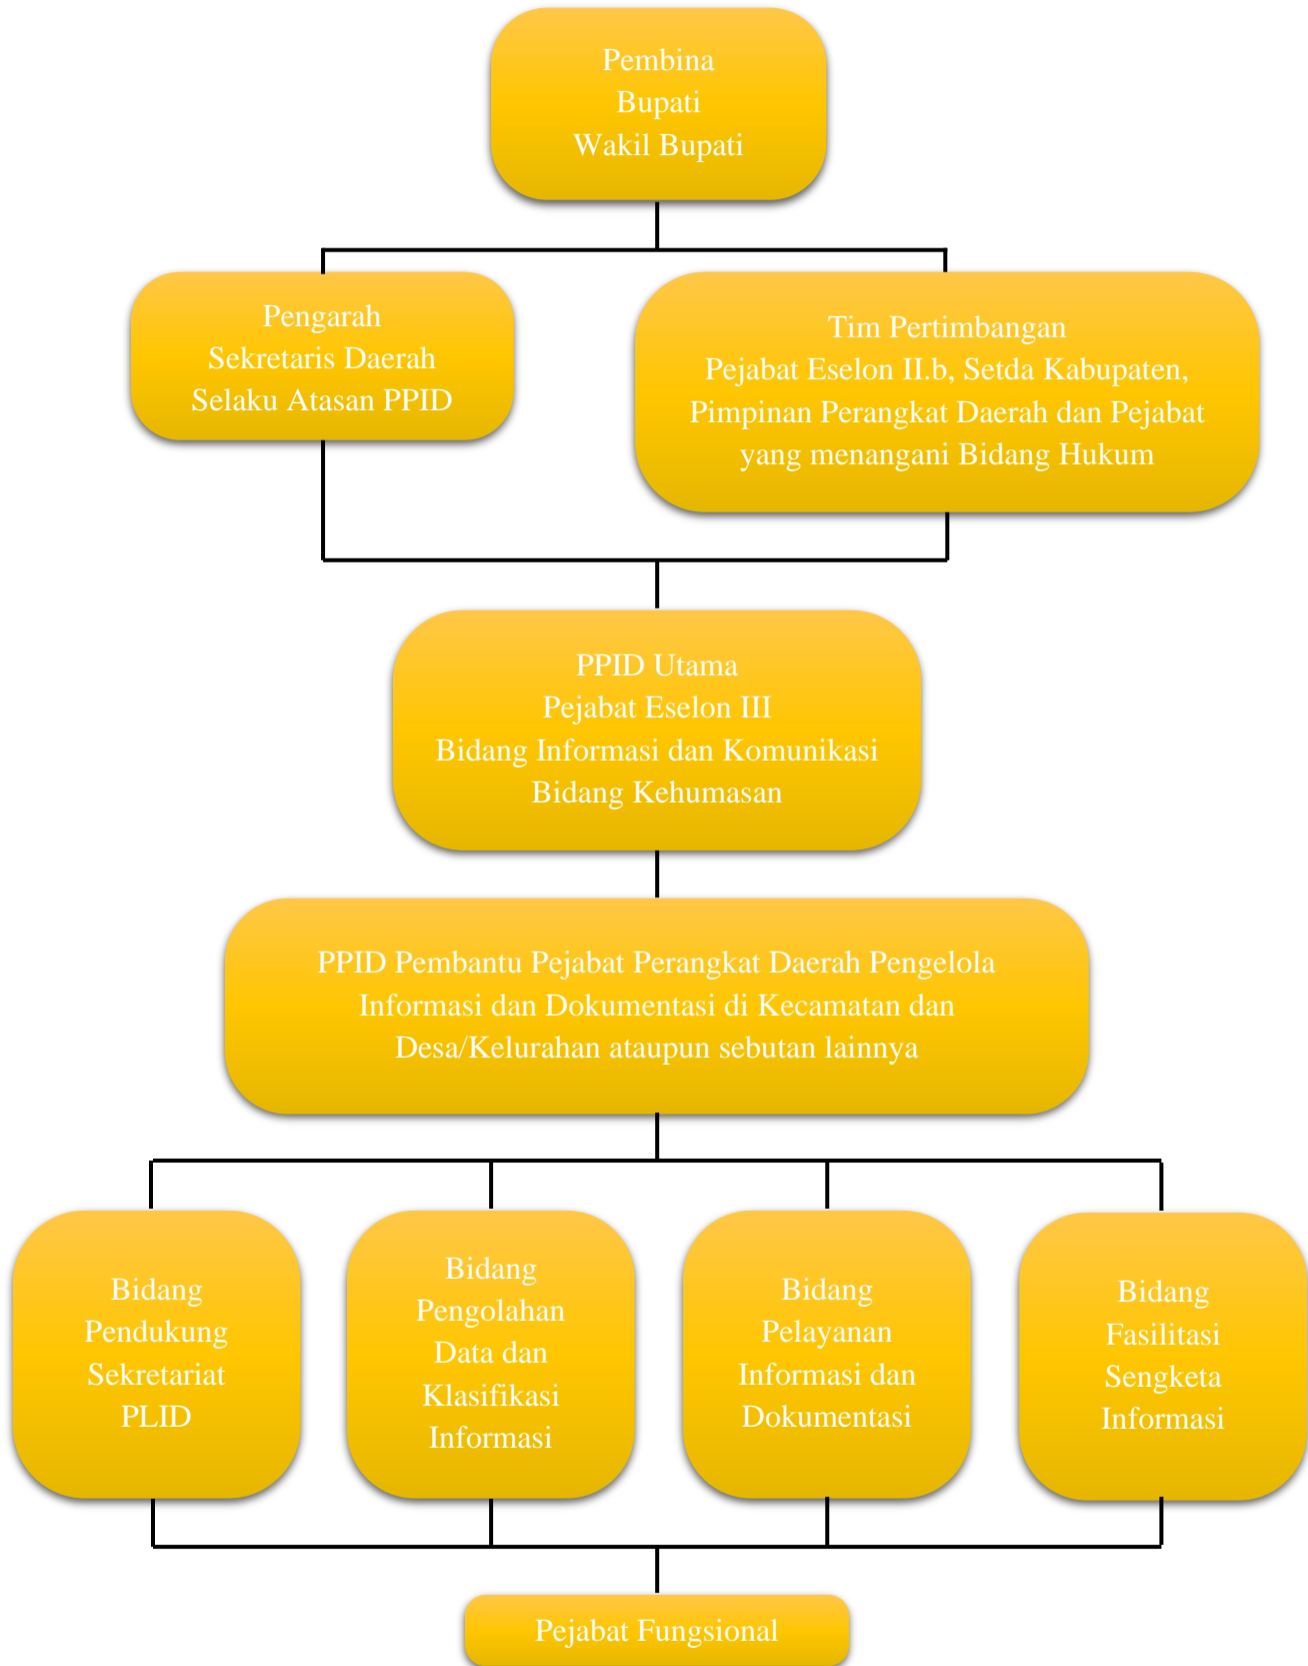 Pembina
Bupati
Wakil Bupati
Pengarah
Sekretaris Daerah
Selaku Atasan PPID
Tim Pertimbangan
Pejabat Eselon II.b, Setda Kabupaten,
Pimpinan Perangkat Daerah dan Pejabat
yang menangani Bidang Hukum
PPID Utama
Pejabat Eselon III
Bidang Informasi dan Komunikasi
Bidang Kehumasan
PPID Pembantu Pejabat Perangkat Daerah Pengelola
Informasi dan Dokumentasi di Kecamatan dan
Desa/Kelurahan ataupun sebutan lainnya
Bidang
Pendukung
Sekretariat
PLID
Bidang
Pengolahan
Data dan
Klasifikasi
Informasi
Bidang
Pelayanan
Informasi dan
Dokumentasi
Bidang
Fasilitasi
Sengketa
Informasi
Pejabat Fungsional